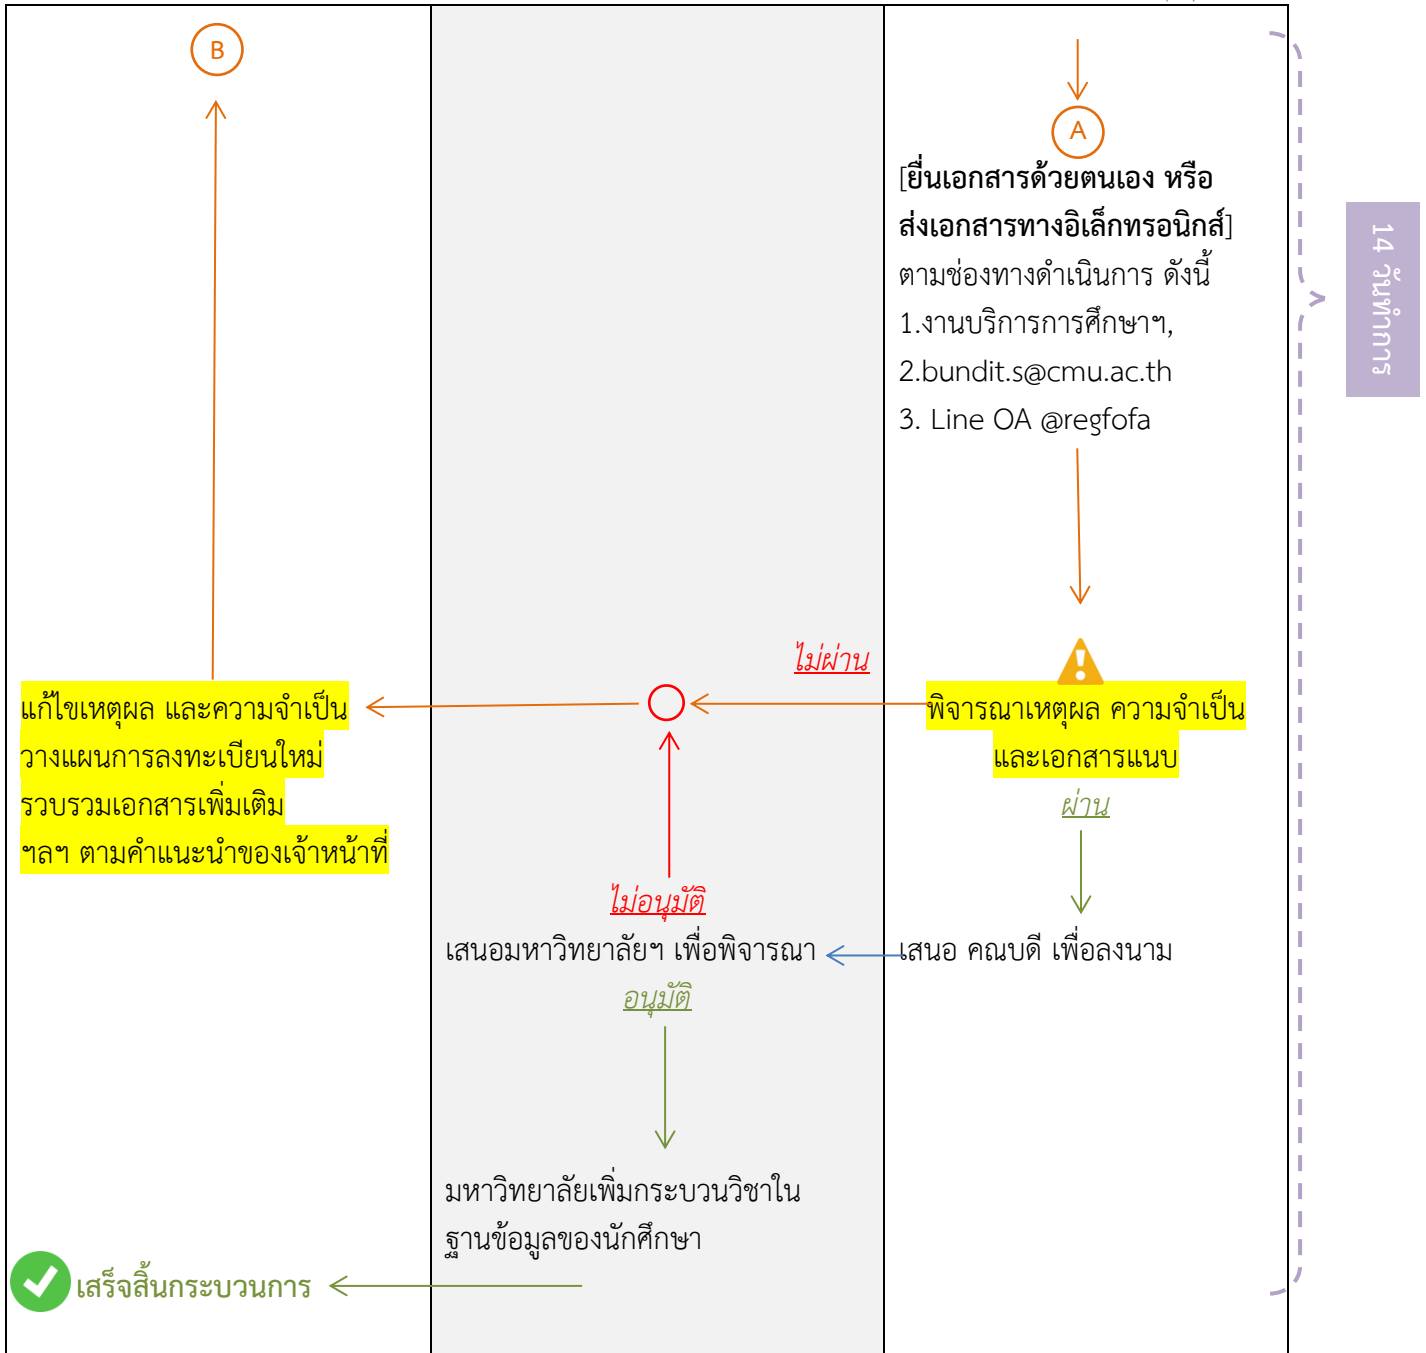 B
A
[ยื่นเอกสารด้วยตนเอง หรือ
ส่งเอกสารทางอิเล็กทรอนิกส์]
ตามช่องทางดำเนินการ ดังนี้
1.งานบริการการศึกษาฯ,
2.bundit.s@cmu.ac.th
3. Line OA @regfofa
14 วันทำการ
ไม่ผ่าน
พิจารณาเหตุผล ความจำเป็น
และเอกสารแนบ
ผ่าน
แก้ไขเหตุผล และความจำเป็น
วางแผนการลงทะเบียนใหม่
รวบรวมเอกสารเพิ่มเติม
ฯลฯ ตามคำแนะนำของเจ้าหน้าที่
ไม่อนุมัติ
เสนอมหาวิทยาลัยฯ เพื่อพิจารณา
เสนอ คณบดี เพื่อลงนาม
อนุมัติ
มหาวิทยาลัยเพิ่มกระบวนวิชาใน
ฐานข้อมูลของนักศึกษา
เสร็จสิ้นกระบวนการ